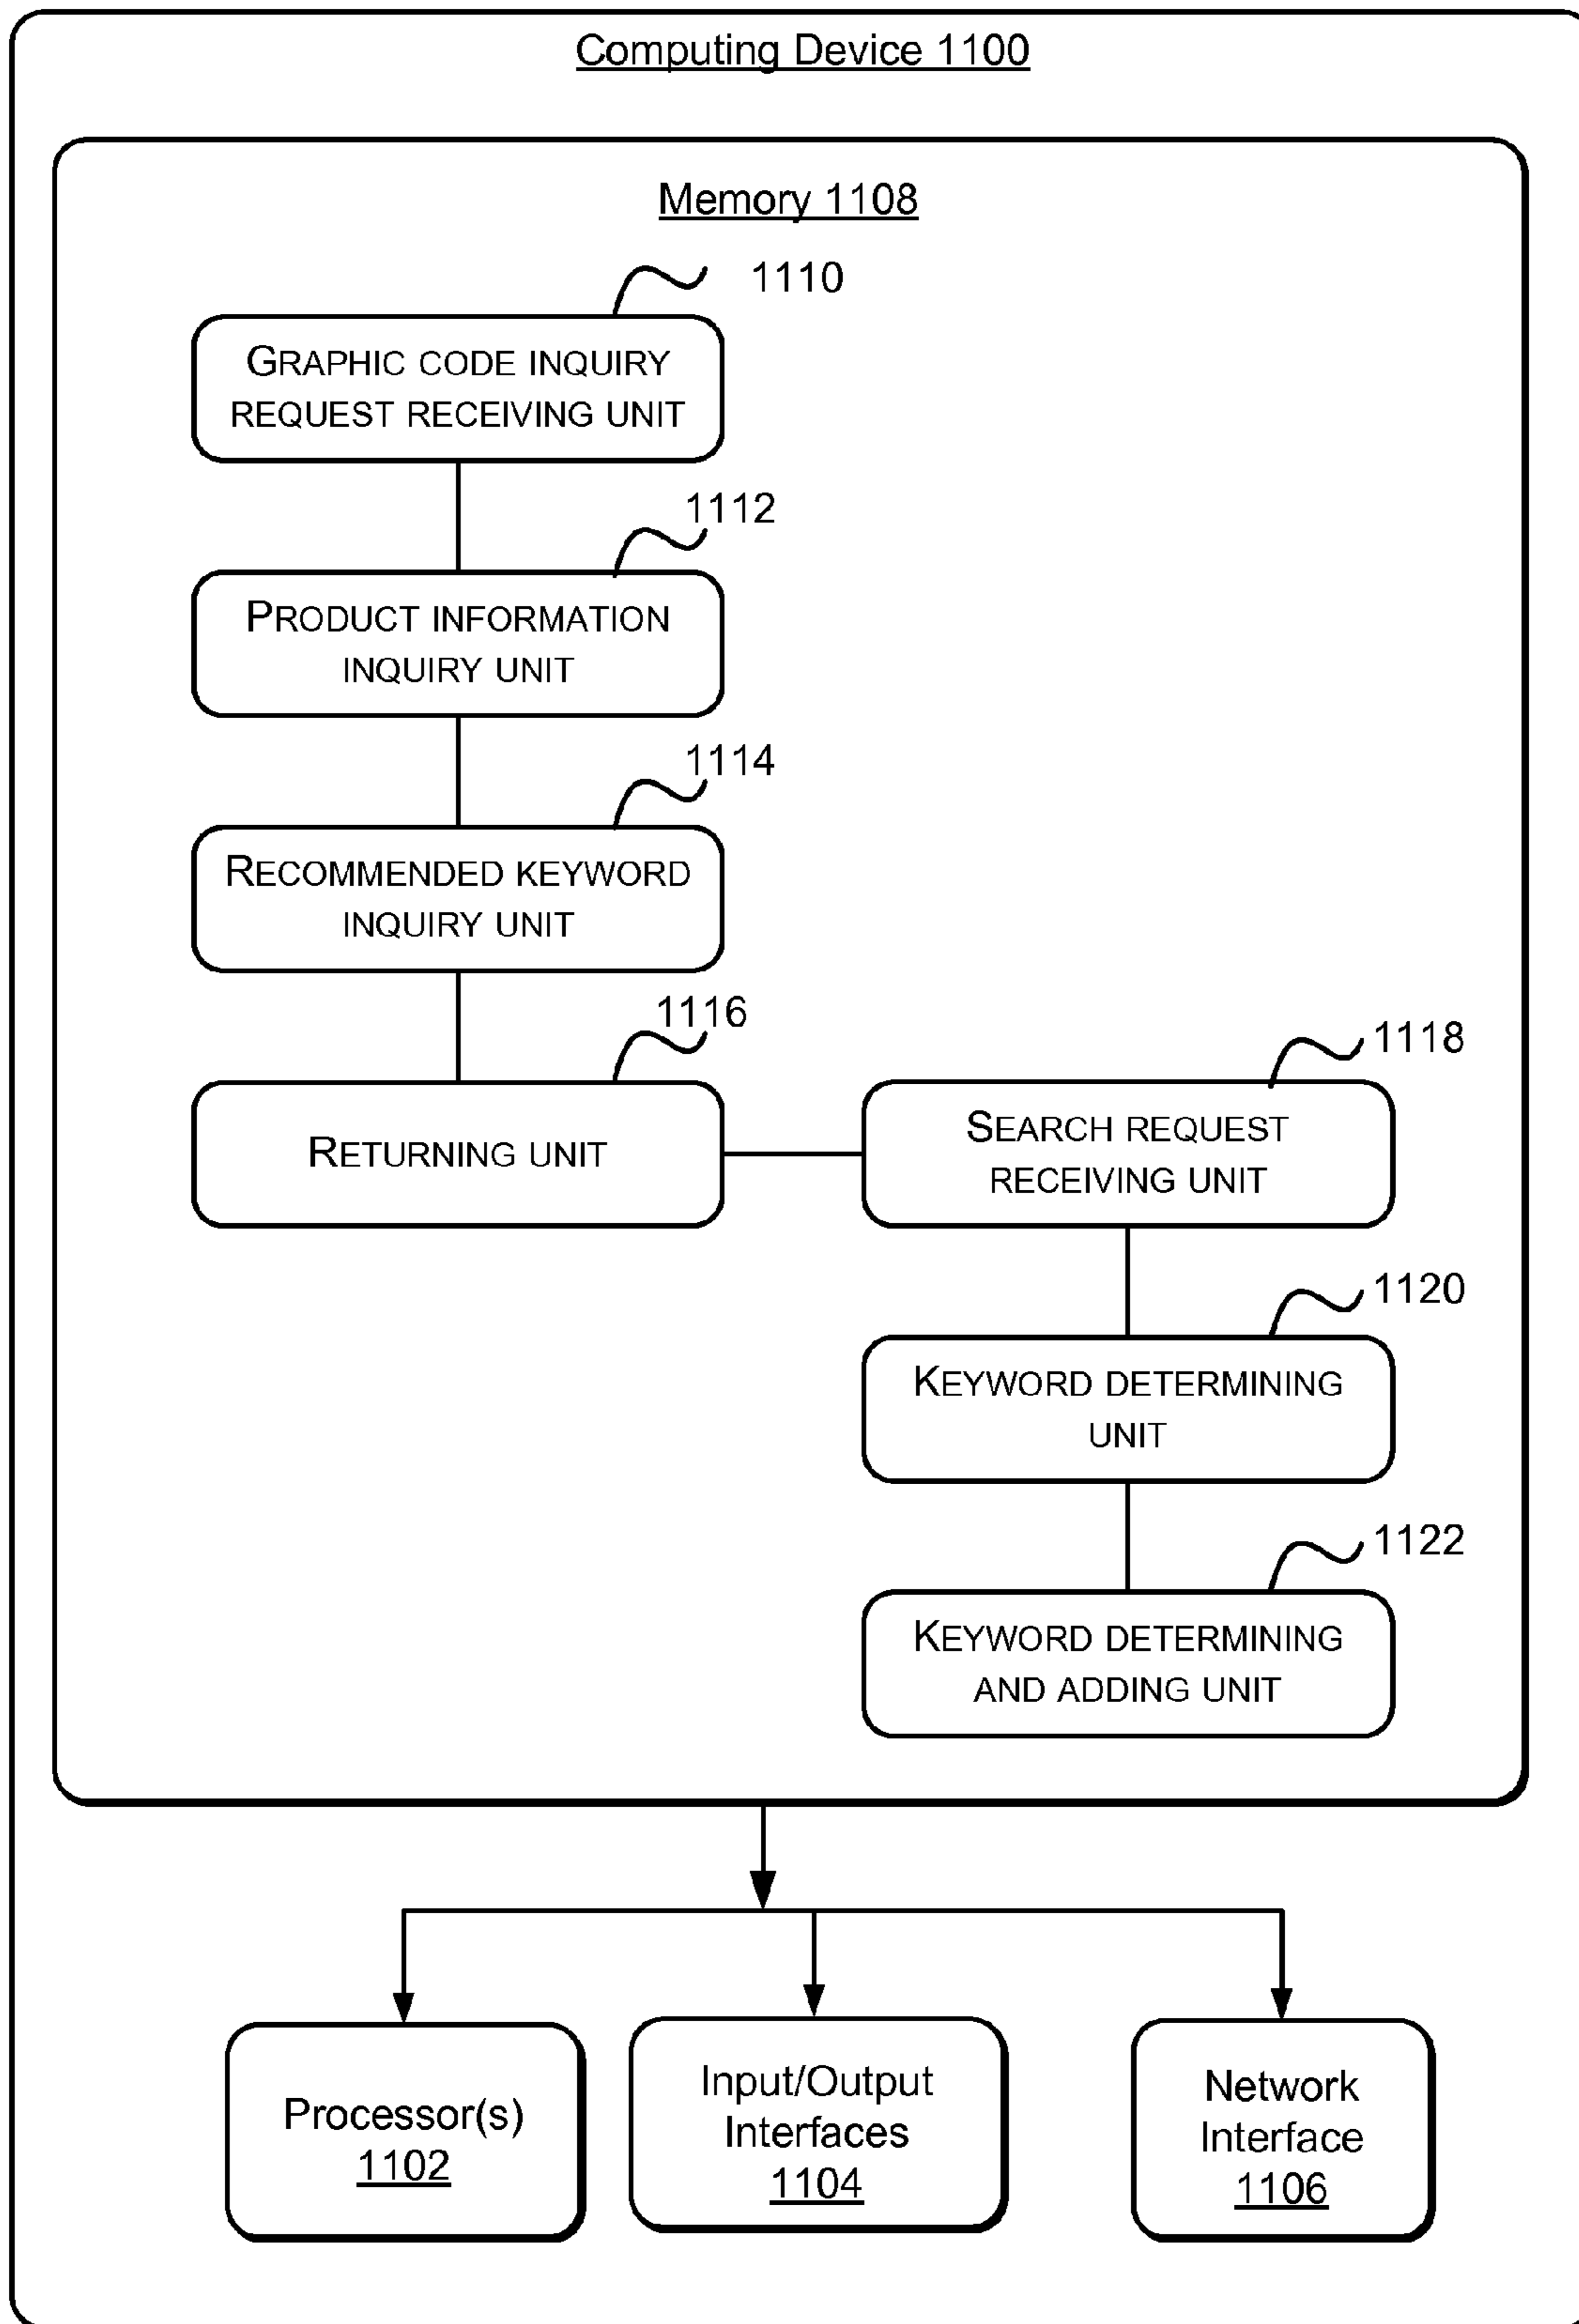 Computing Device 1100
Memory 1108
1110
GRAPHIC CODE INQUIRY
REQUEST RECEIVING UNIT
1112
PRODUCT INFORMATION
INQUIRY UNIT
1114
RECOMMENDED KEYWORD
INQUIRY UNIT
1116
RETURNING UNIT
1118
SEARCH REQUEST
RECEIVING UNIT
1120
KEYWORD DETERMINING
UNIT
1122
KEYWORD DETERMINING
AND ADDING UNIT
Processor(s)
1102
Input/Output
Interfaces
1104
Network
Interface
1106